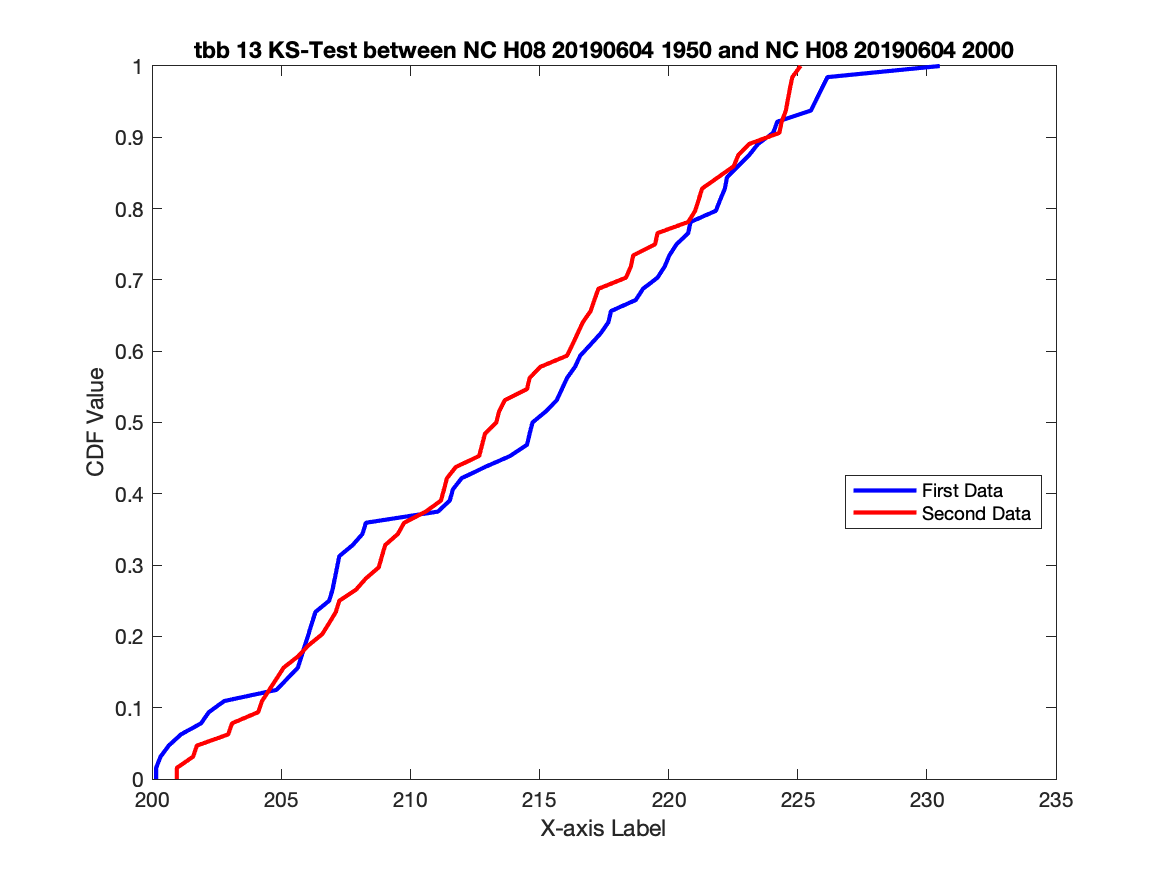 tbb 13 KS-Test between NC H08 20190604 1950 and NC H08 20190604 2000
1
0.9
0.8
0.7
0.6
0.5
0.4
0.3
0.2
0.1
0
CDF Value
First Data
Second Data
200 205 210 215 220 225 230 235
X-axis Label